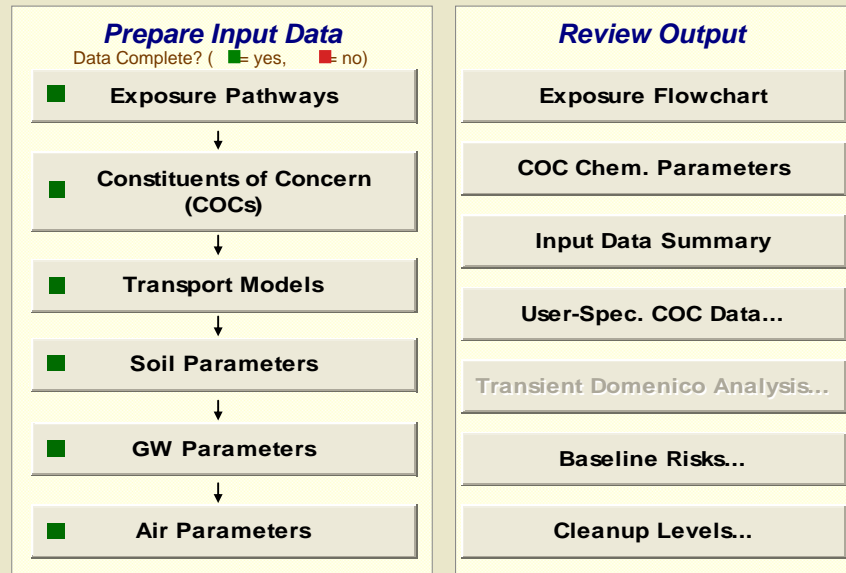 Prepare Input Data
Data Complete? ( = yes, = no)
Exposure Pathways
Constituents of Concern
(COCs)
Transport Models
Soil Parameters
GW Parameters
Air Parameters
Review Output
Exposure Flowchart
COC Chem. Parameters
Input Data Summary
User-Spec. COC Data...
Transient Domenico Analysis...
Baseline Risks...
Cleanup Levels...